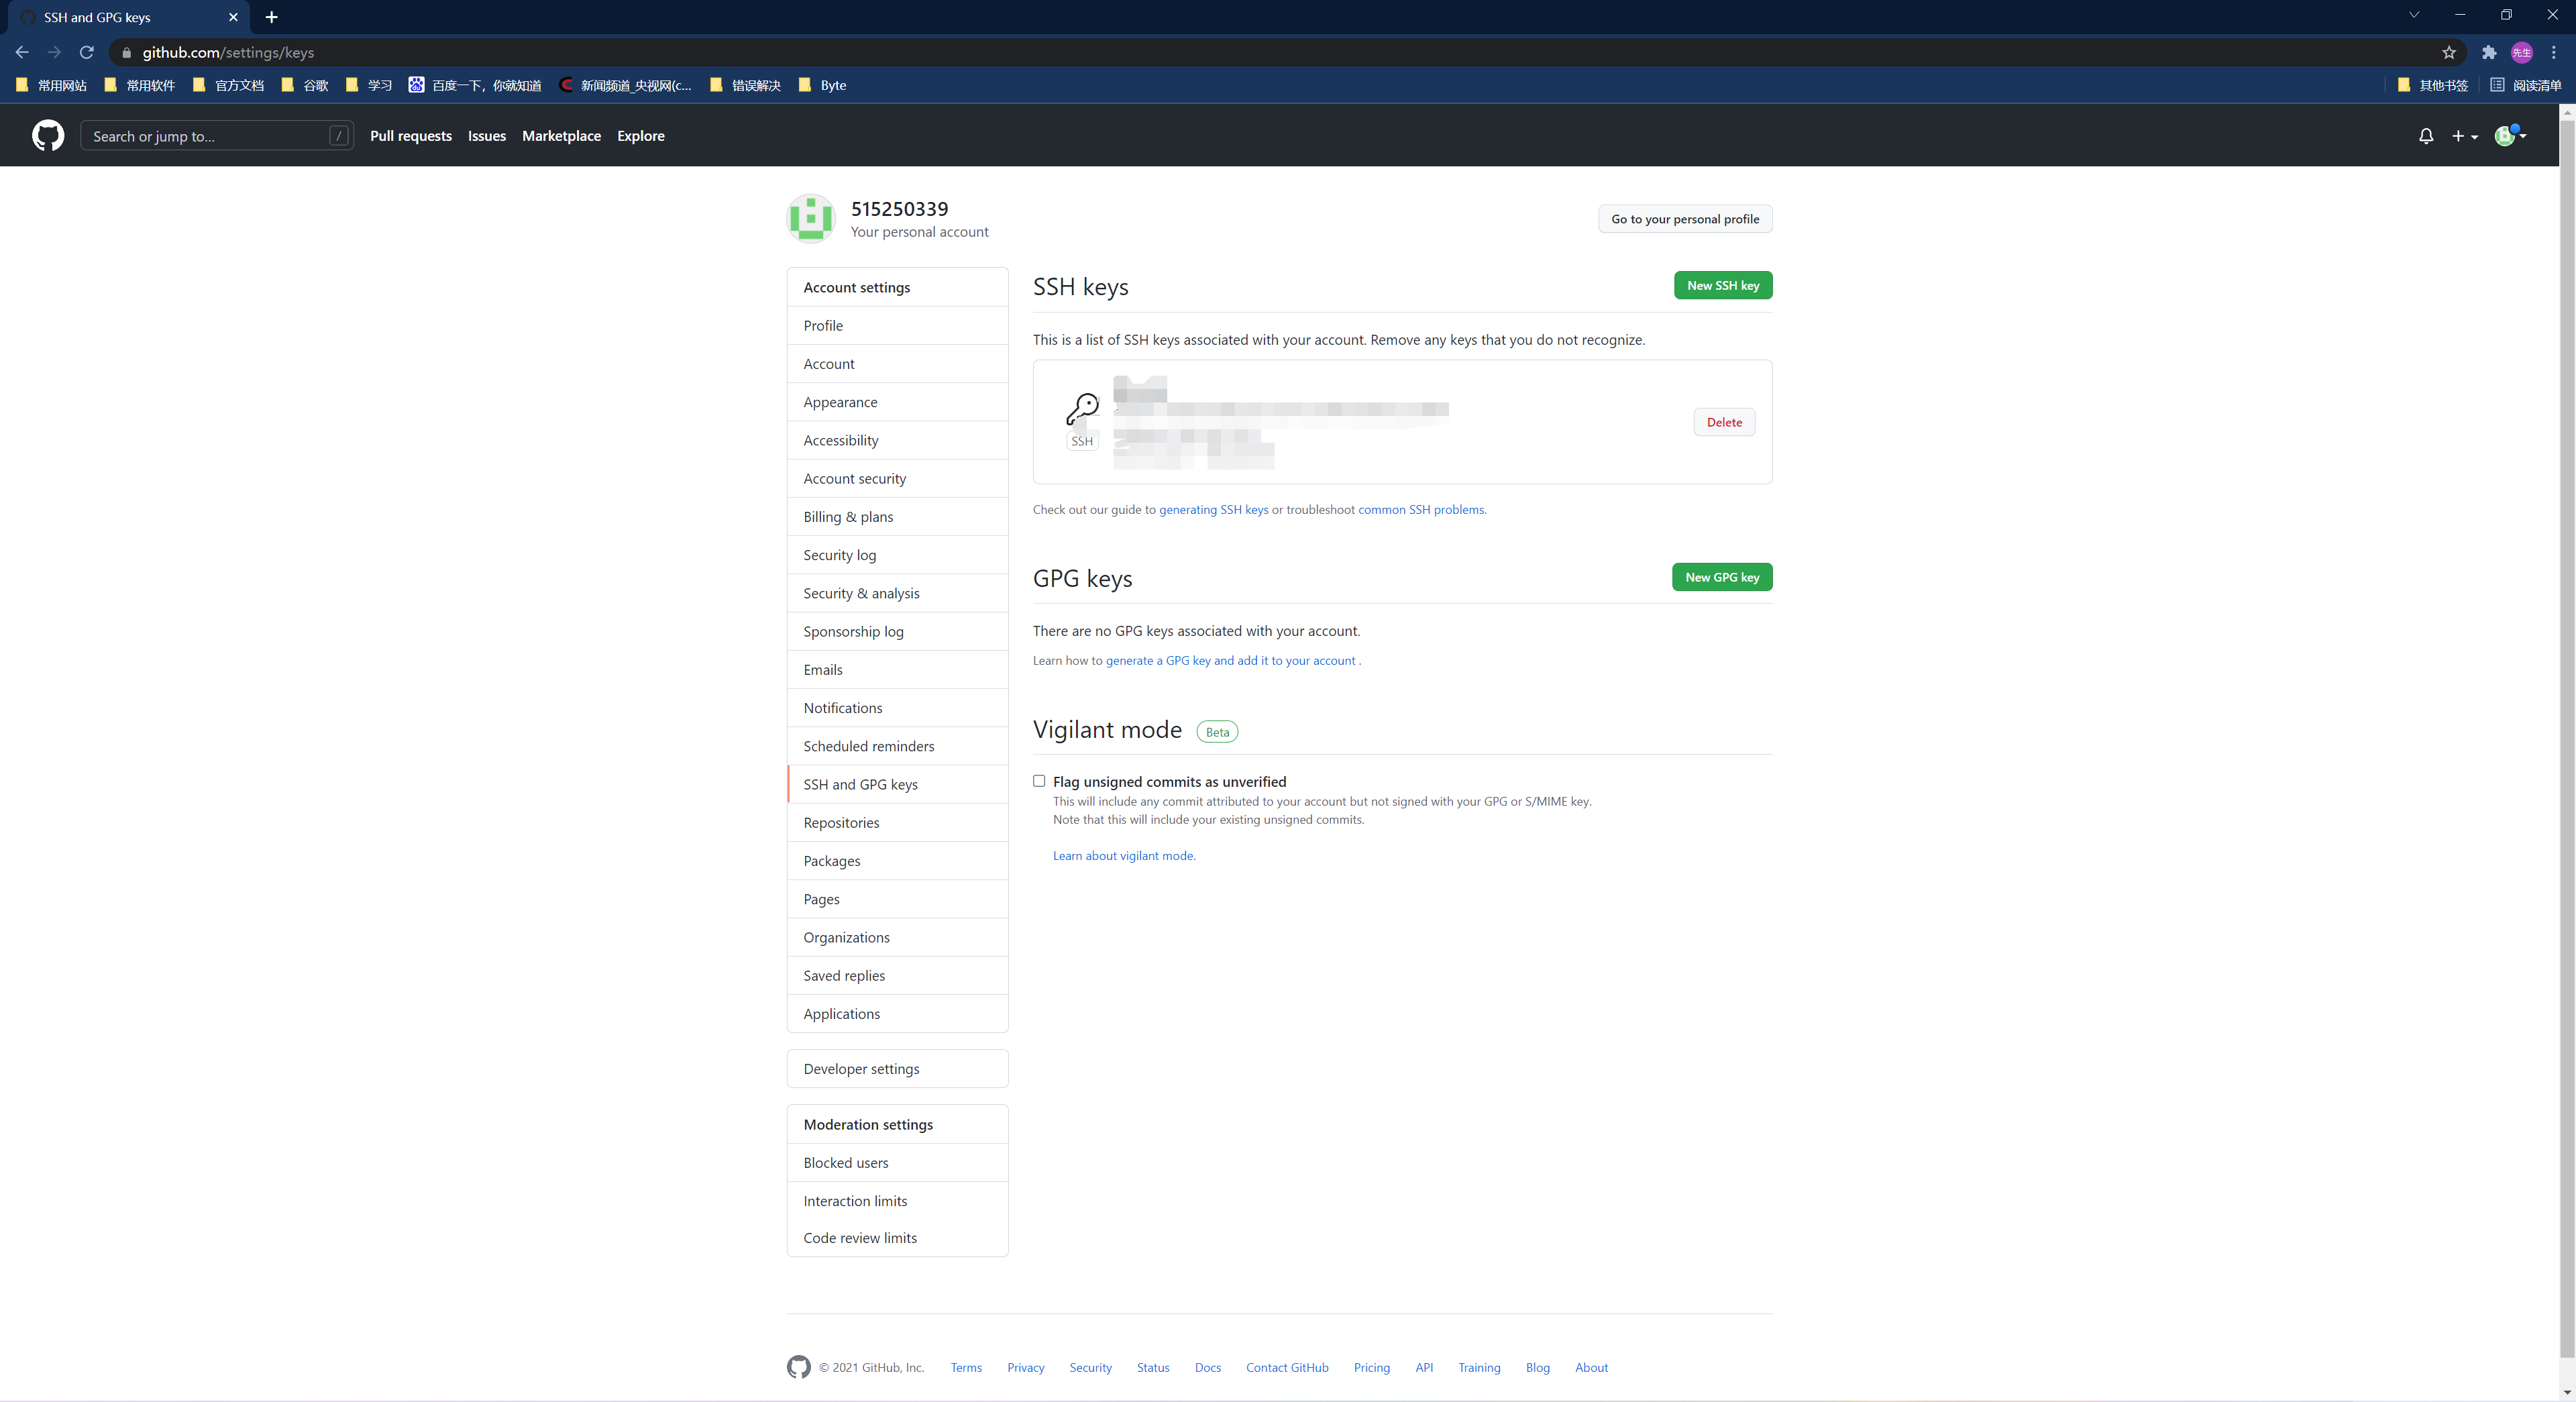 SSH and GPG keys
github.com/settings/keys
常用网站 常用软件 官方文档 谷歌 学习 百度一下，你就知道 新闻频道_央视网(c... 错误解决 Byte 其他书签 阅读清单
先生
Search or jump to... / Pull requests Issues Marketplace Explore
515250339
Your personal account
Go to your personal profile
Account settings
Profile
Account
Appearance
Accessibility
Account security
Billing & plans
Security log
Security & analysis
Sponsorship log
Emails
Notifications
Scheduled reminders
SSH and GPG keys
Repositories
Packages
Pages
Organizations
Saved replies
Applications
Developer settings
Moderation settings
Blocked users
Interaction limits
Code review limits
SSH keys
New SSH key
This is a list of SSH keys associated with your account. Remove any keys that you do not recognize.
SSH
Delete
Check out our guide to generating SSH keys or troubleshoot common SSH problems.
GPG keys
New GPG key
There are no GPG keys associated with your account.
Learn how to generate a GPG key and add it to your account .
Vigilant mode Beta
Flag unsigned commits as unverified
This will include any commit attributed to your account but not signed with your GPG or S/MIME key.
Note that this will include your existing unsigned commits.
Learn about vigilant mode.
© 2021 GitHub, Inc. Terms Privacy Security Status Docs Contact GitHub Pricing API Training Blog About